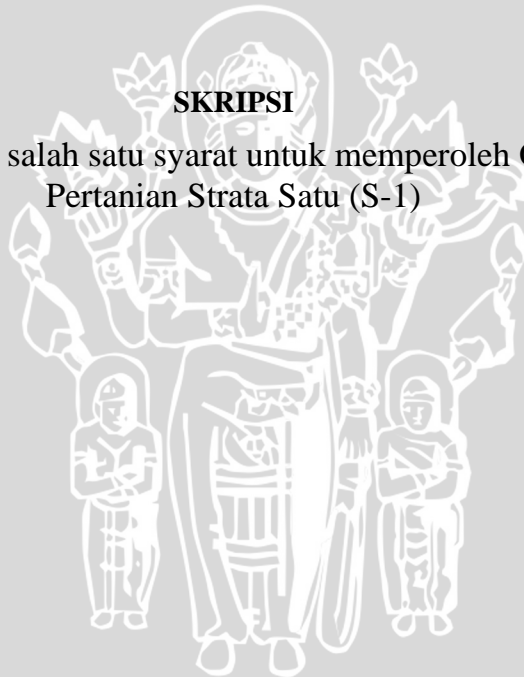 SKRIPSI
salah satu syarat untuk memperoleh
Pertanian Strata Satu (S-1)